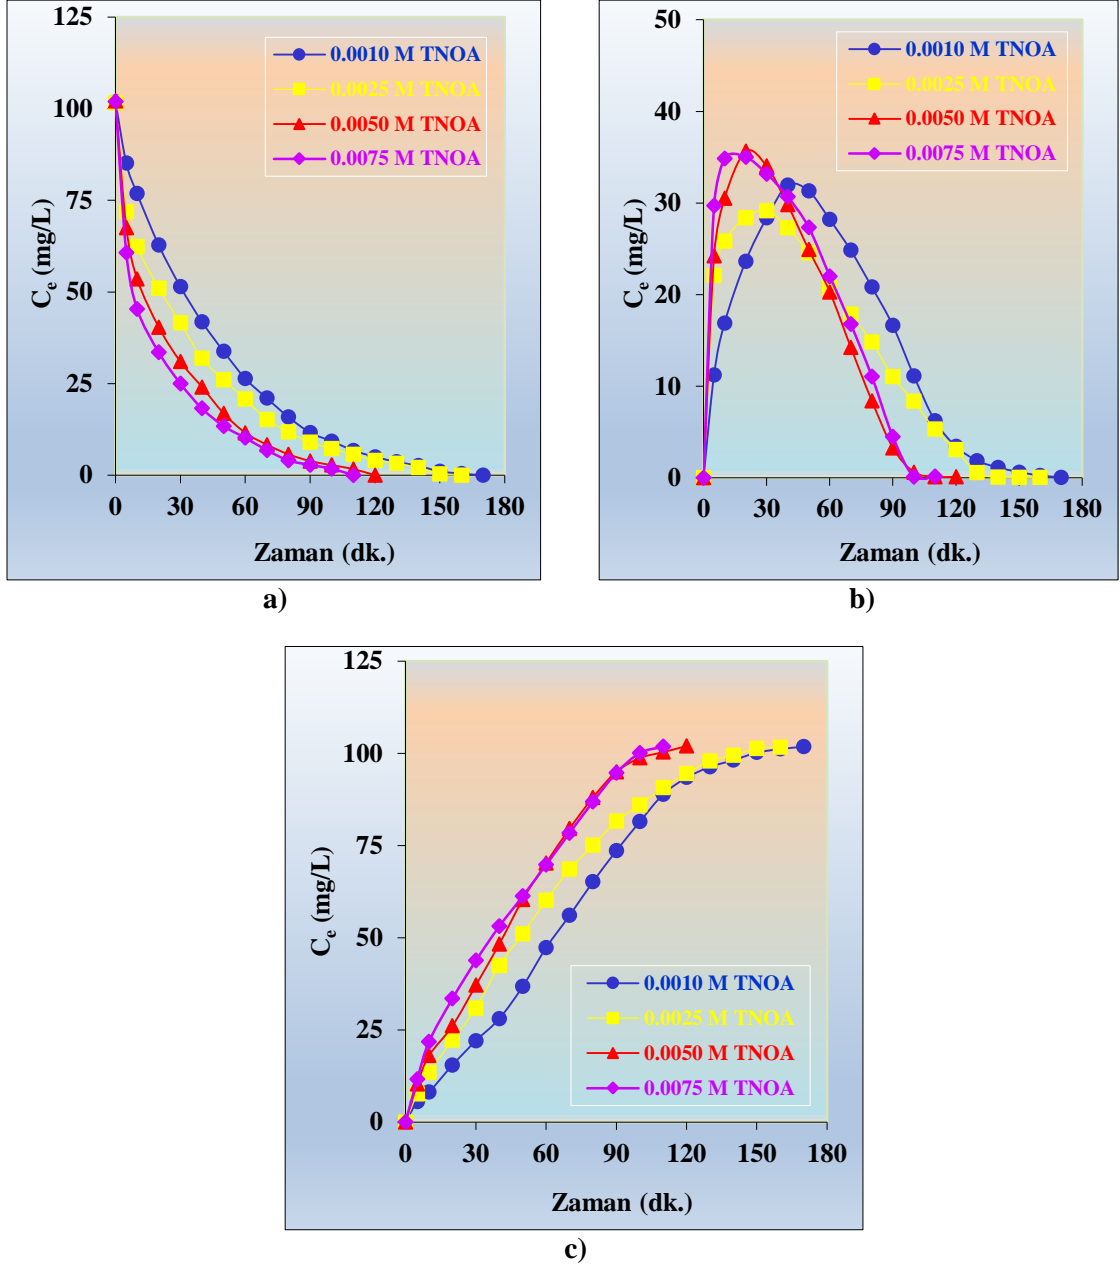 125
100
75
50
25
0
C_e (mg/L)
0.0010 M TNOA
0.0025 M TNOA
0.0050 M TNOA
0.0075 M TNOA
0 30 60 90 120 150 180
Zaman (dk.)
a)
50
40
30
20
10
0
C_e (mg/L)
0.0010 M TNOA
0.0025 M TNOA
0.0050 M TNOA
0.0075 M TNOA
0 30 60 90 120 150 180
Zaman (dk.)
b)
125
100
75
50
25
0
C_e (mg/L)
0.0010 M TNOA
0.0025 M TNOA
0.0050 M TNOA
0.0075 M TNOA
0 30 60 90 120 150 180
Zaman (dk.)
c)